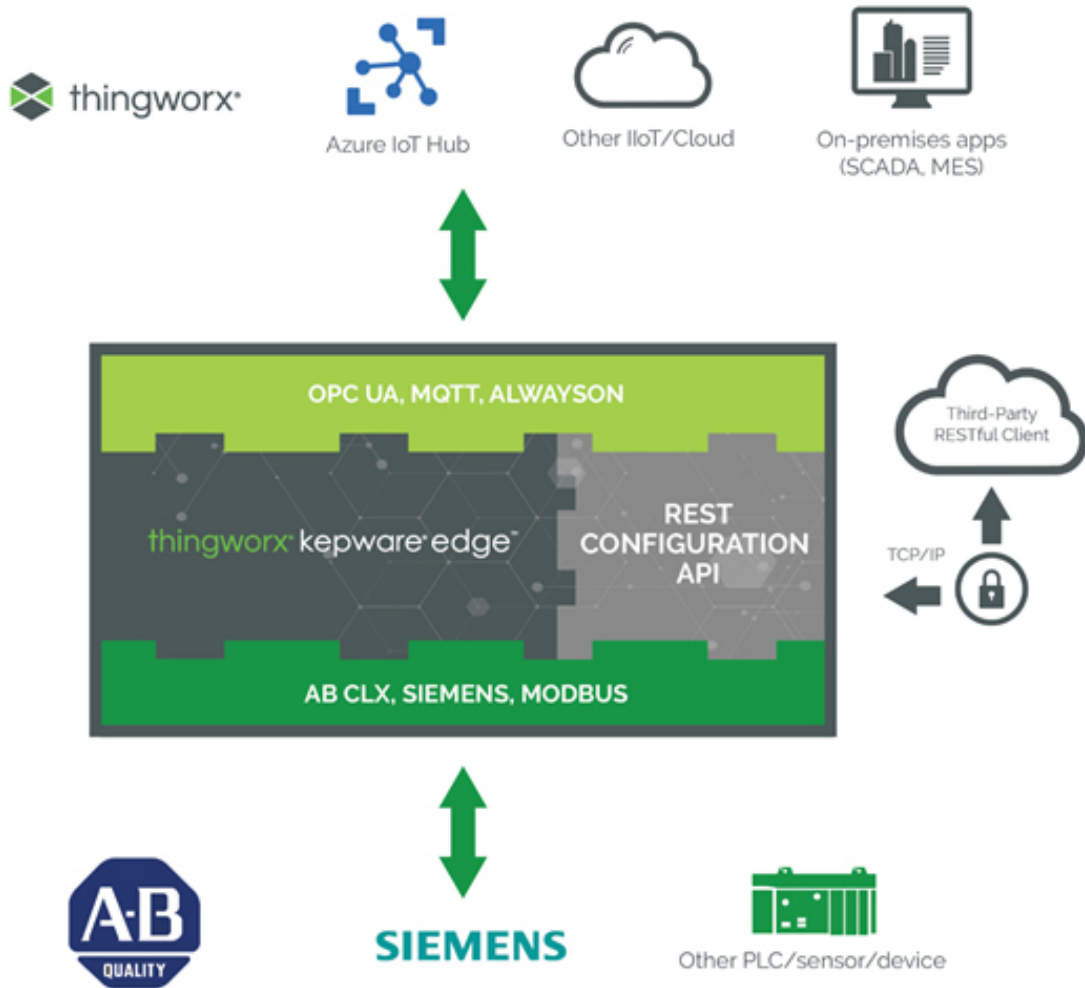 thingworx®
Azure IoT Hub
Other IIoT/Cloud
On-premises apps
(SCADA, MES)
OPC UA, MQTT, ALWAYSON
thingworx® kepware® edge™
REST
CONFIGURATION
API
Third-Party
RESTful Client
TCP/IP
AB CLX, SIEMENS, MODBUS
A-B
QUALITY
SIEMENS
Other PLC/sensor/device